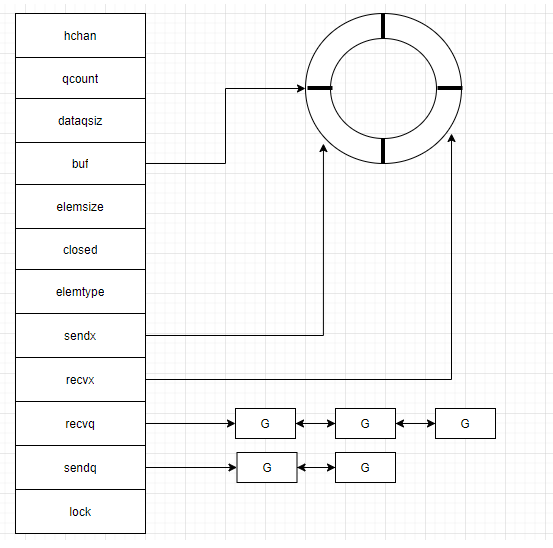 hchan
qcount
dataqsiz
buf
elemsize
closed
elemtype
sendx
recvx
recvq
G
G
G
sendq
G
G
lock